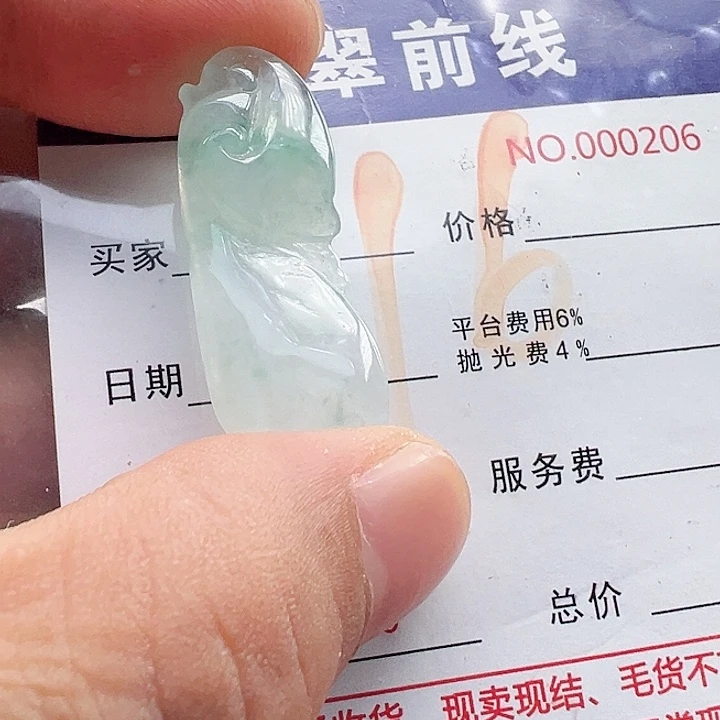 翠前线
NO.000206
16
买家
价格
平台费用6%
抛光费4%
日期
服务费
总价
现卖现结、毛货不